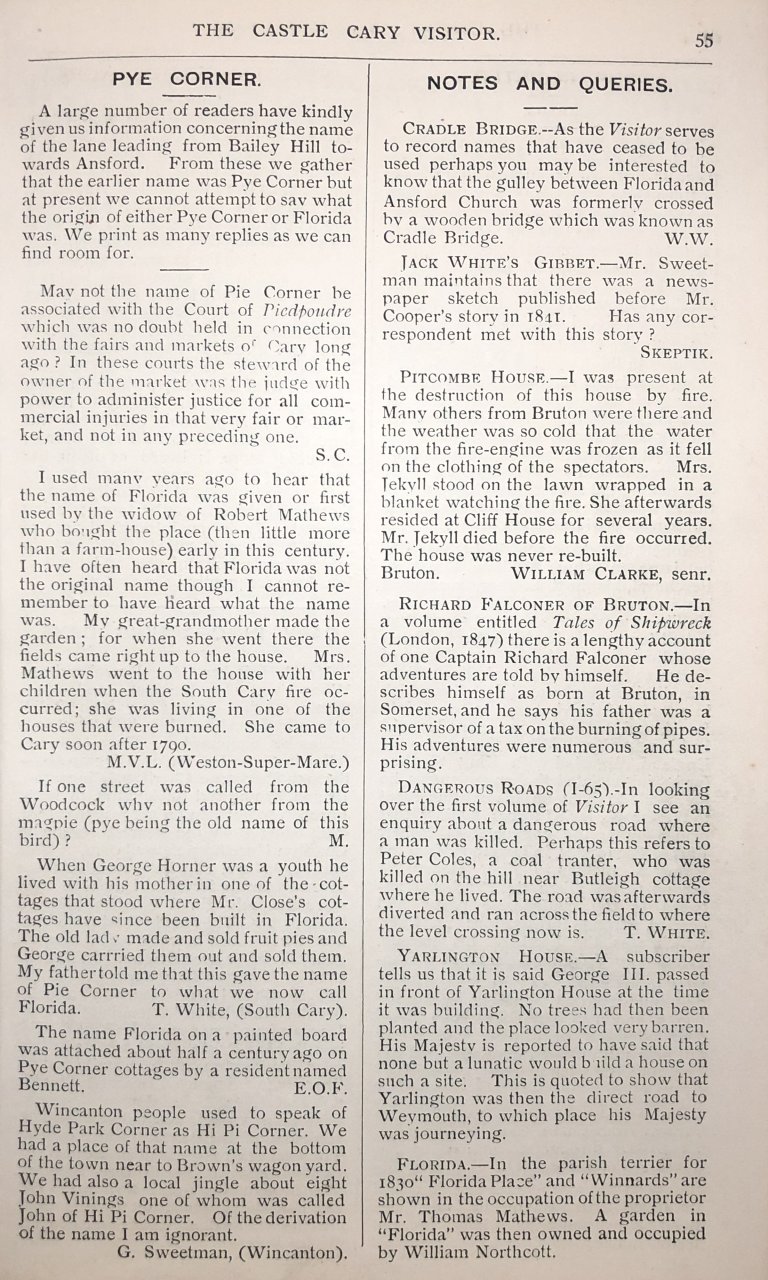 THE CASTLE CARY VISITOR.
55
PYE CORNER.
A large number of readers have kindly
given us information concerning the name
of the lane leading from Bailey Hill to-
wards Ansford. From these we gather
that the earlier name was Pye Corner but
at present we cannot attempt to sav what
the origin of either Pye Corner or Florida
was. We print as many replies as we can
find room for.
Mav not the name of Pie Corner be
associated with the Court of Piedpoudre
which was no doubt held in connection
with the fairs and markets of Cary long
ago? In these courts the steward of the
owner of the market was the judge with
power to administer justice for all com-
mercial injuries in that very fair or mar-
ket, and not in any preceding one.
S.C.
I used manv years ago to hear that
the name of Florida was given or first
used by the widow of Robert Mathews
who bought the place (then little more
than a farm-house) early in this century.
I have often heard that Florida was not
the original name though I cannot re-
member to have heard what the name
was. My great-grandmother made the
garden; for when she went there the
fields came right up to the house. Mrs.
Mathews went to the house with her
children when the South Cary fire oc-
curred; she was living in one of the
houses that were burned. She came to
Cary soon after 1790.
M.V.L. (Weston-Super-Mare.)
If one street was called from the
Woodcock whv not another from the
magpie (pye being the old name of this
bird)? M.
When George Horner was a youth he
lived with his mother in one of the cot-
tages that stood where Mr. Close's cot-
tages have since been built in Florida.
The old lady made and sold fruit pies and
George carrried them out and sold them.
My father told me that this gave the name
of Pie Corner to what we now call
Florida. T. White, (South Cary).
The name Florida on a painted board
was attached about half a century ago on
Pye Corner cottages by a resident named
Bennett. E.O.F.
Wincanton people used to speak of
Hyde Park Corner as Hi Pi Corner. We
had a place of that name at the bottom
of the town near to Brown's wagon yard.
We had also a local jingle about eight
John Vinings one of whom was called
John of Hi Pi Corner. Of the derivation
of the name I am ignorant.
G. Sweetman, (Wincanton).
NOTES AND QUERIES.
CRADLE BRIDGE.--As the Visitor serves
to record names that have ceased to be
used perhaps you may be interested to
know that the gulley between Florida and
Ansford Church was formerly crossed
bv a wooden bridge which was known as
Cradle Bridge. W.W.
JACK WHITE'S GIBBET.—Mr. Sweet-
man maintains that there was a news-
paper sketch published before Mr.
Cooper's story in 1841. Has any cor-
respondent met with this story?
SKEPTIK.
PITCOMBE HOUSE.—I was present at
the destruction of this house by fire.
Manv others from Bruton were there and
the weather was so cold that the water
from the fire-engine was frozen as it fell
on the clothing of the spectators. Mrs.
Jekyll stood on the lawn wrapped in a
blanket watching the fire. She afterwards
resided at Cliff House for several years.
Mr. Jekyll died before the fire occurred.
The house was never re-built.
Bruton. WILLIAM CLARKE, senr.
RICHARD FALCONER OF BRUTON.—In
a volume entitled Tales of Shipwreck
(London, 1847) there is a lengthy account
of one Captain Richard Falconer whose
adventures are told bv himself. He de-
scribes himself as born at Bruton, in
Somerset, and he says his father was a
supervisor of a tax on the burning of pipes.
His adventures were numerous and sur-
prising.
DANGEROUS ROADS (I-65).-In looking
over the first volume of Visitor I see an
enquiry about a dangerous road where
a man was killed. Perhaps this refers to
Peter Coles, a coal tranter, who was
killed on the hill near Butleigh cottage
where he lived. The road was afterwards
diverted and ran across the field to where
the level crossing now is. T. WHITE.
YARLINGTON HOUSE.—A subscriber
tells us that it is said George III. passed
in front of Yarlington House at the time
it was building. No trees had then been
planted and the place looked very barren.
His Majestv is reported to have said that
none but a lunatic would build a house on
such a site. This is quoted to show that
Yarlington was then the direct road to
Weymouth, to which place his Majesty
was journeying.
FLORIDA.—In the parish terrier for
1830“ Florida Place” and “Winnards” are
shown in the occupation of the proprietor
Mr. Thomas Mathews. A garden in
“Florida” was then owned and occupied
by William Northcott.